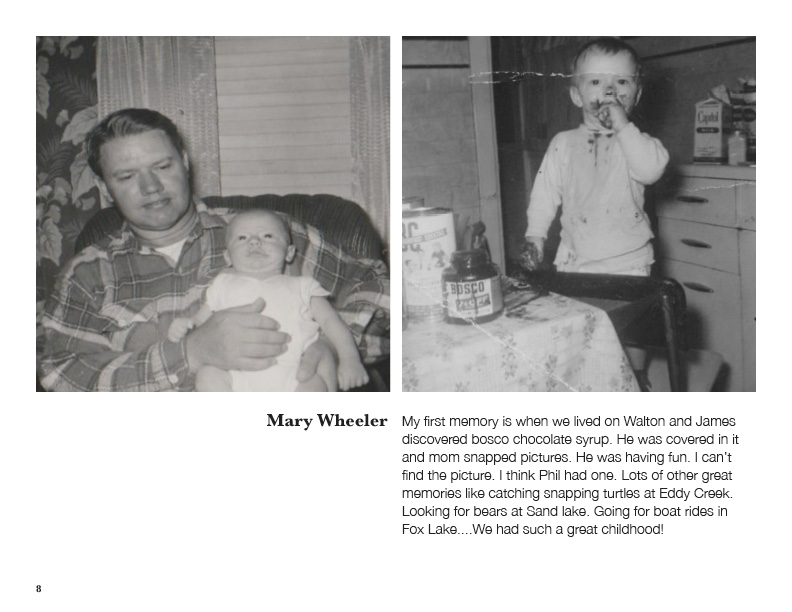 Capitol
BOSCO
Mary Wheeler
My first memory is when we lived on Walton and James
discovered bosco chocolate syrup. He was covered in it
and mom snapped pictures. He was having fun. I can't
find the picture. I think Phil had one. Lots of other great
memories like catching snapping turtles at Eddy Creek.
Looking for bears at Sand lake. Going for boat rides in
Fox Lake....We had such a great childhood!
8